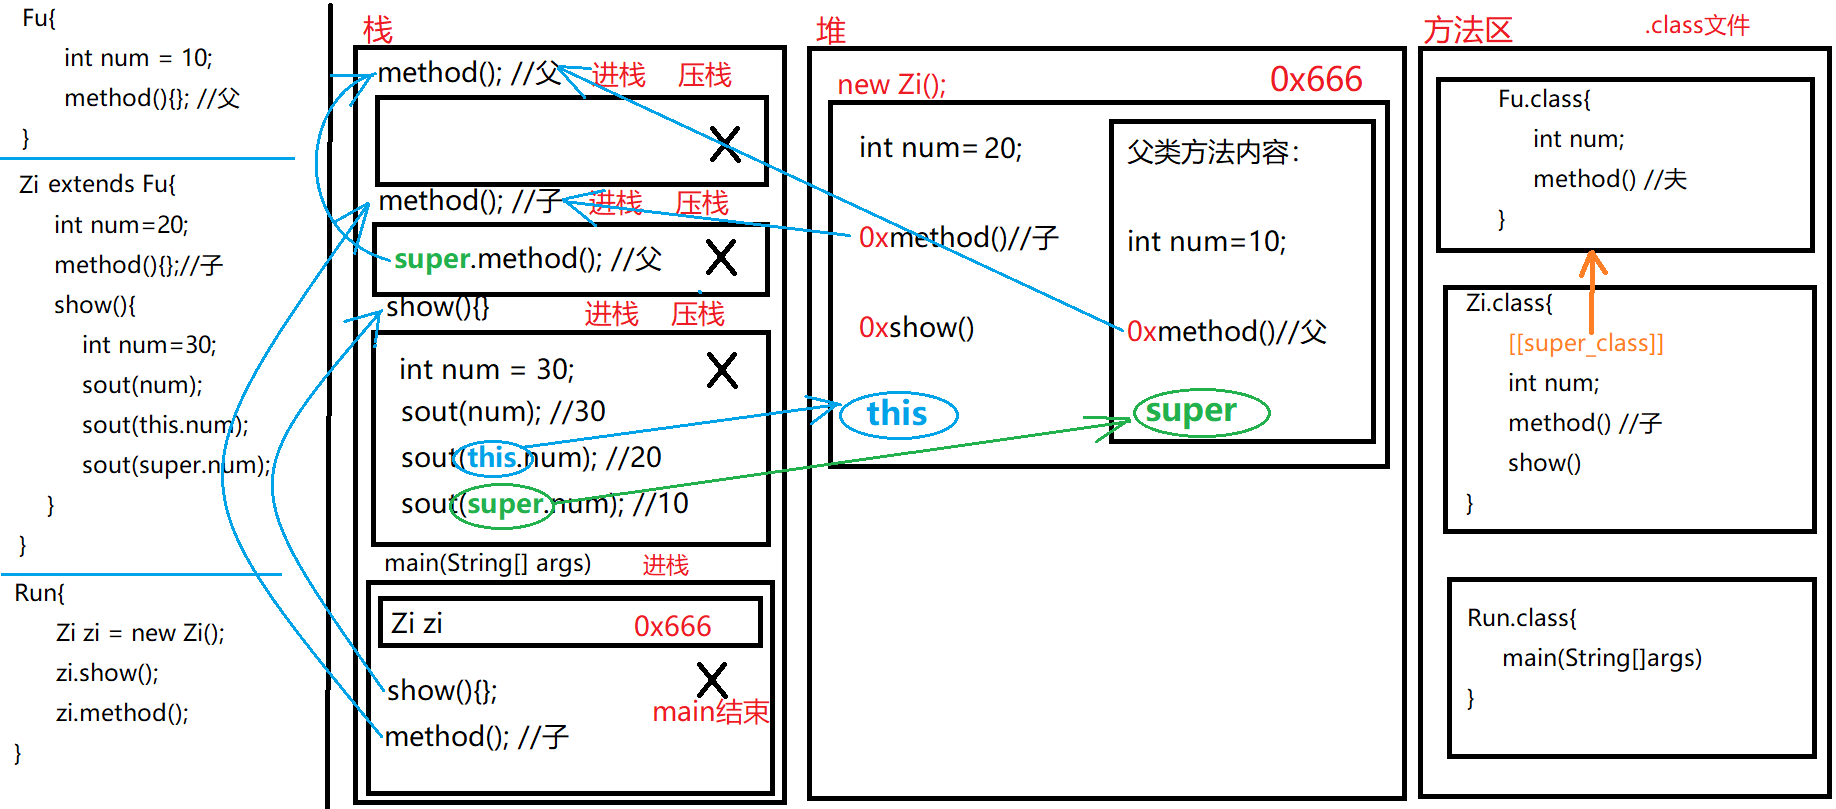 Fu{
int num = 10;
method(){}; //父
}
Zi extends Fu{
int num=20;
method(){};//子
show(){
int num=30;
sout(num);
sout(this.num);
sout(super.num);
}
}
Run{
Zi zi = new Zi();
zi.show();
zi.method();
}
栈
method(); //父 进栈 压栈
method(); //子 进栈 压栈
super.method(); //父
show(){} 进栈 压栈
int num = 30;
sout(num); //30
sout(this.num); //20
sout(super.num); //10
main(String[] args) 进栈
Zi zi 0x666
show(){};
main结束
method(); //子
堆
new Zi(); 0x666
int num=20;
0xmethod()//子
0xshow()
this
父类方法内容：
int num=10;
0xmethod()//父
super
方法区 .class文件
Fu.class{
int num;
method() //夫
}
Zi.class{
[[super_class]]
int num;
method() //子
show()
}
Run.class{
main(String[]args)
}